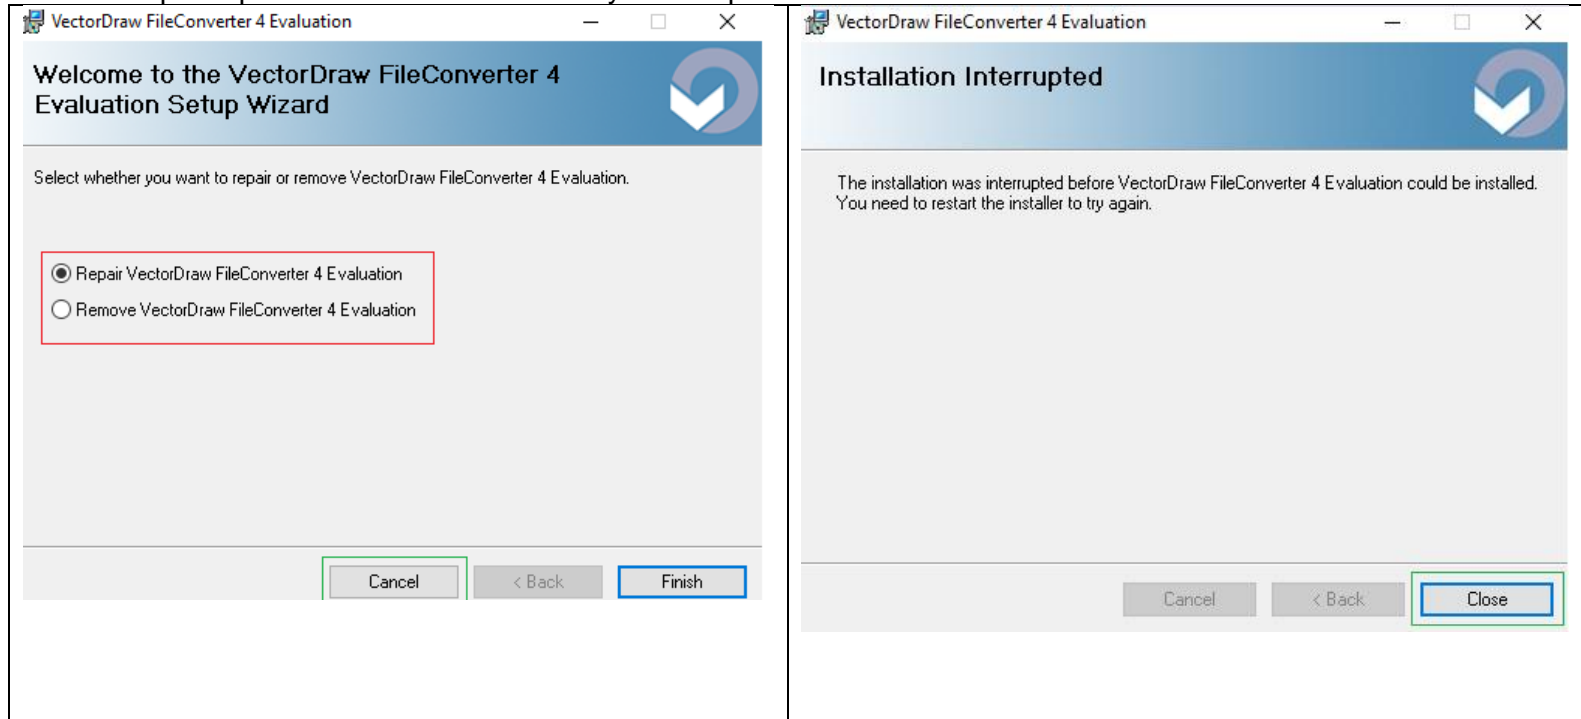 VectorDraw FileConverter 4 Evaluation
Welcome to the VectorDraw FileConverter 4
Evaluation Setup Wizard
Select whether you want to repair or remove VectorDraw FileConverter 4 Evaluation.
Repair VectorDraw FileConverter 4 Evaluation
Remove VectorDraw FileConverter 4 Evaluation
Cancel
< Back
Finish
VectorDraw FileConverter 4 Evaluation
Installation Interrupted
The installation was interrupted before VectorDraw FileConverter 4 Evaluation could be installed.
You need to restart the installer to try again.
Cancel
< Back
Close